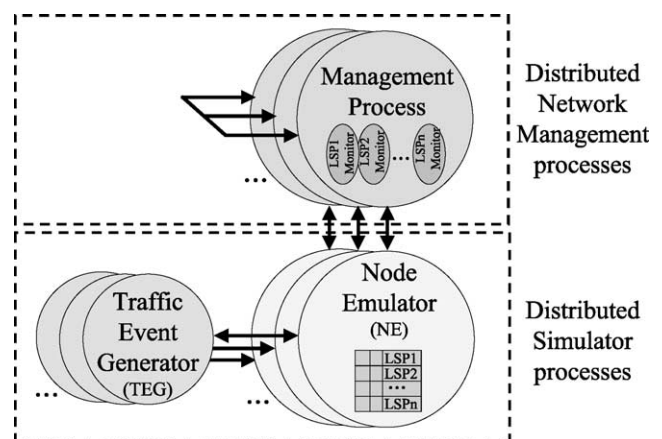 Management
Process
LSP1
Monitor
LSP2
Monitor
...
LSPn
Monitor
...
Distributed
Network
Management
processes
Traffic
Event
Generator
(TEG)
...
Node
Emulator
(NE)
LSP1
LSP2
...
LSPn
...
Distributed
Simulator
processes